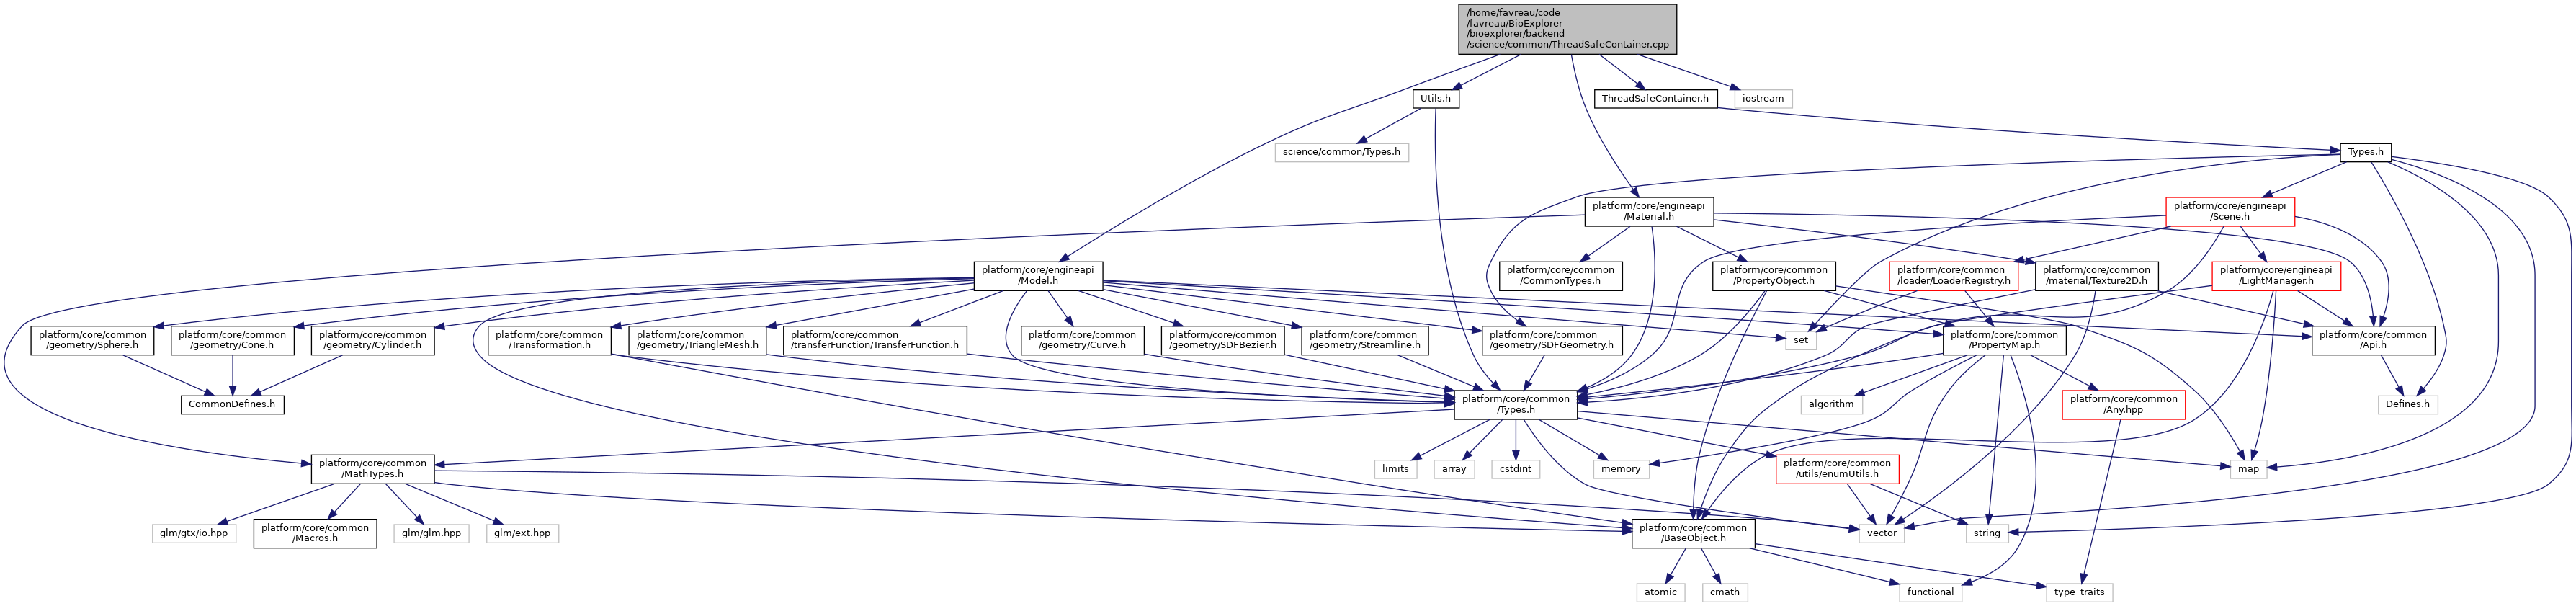 /home/favreau/code
/favreau/BioExplorer
/bioexplorer/backend
/science/common/ThreadSafeContainer.cpp
Utils.h
ThreadSafeContainer.h
iostream
science/common/Types.h
Types.h
platform/core/engineapi
/Material.h
platform/core/engineapi
/Scene.h
platform/core/engineapi
/Model.h
platform/core/common
/CommonTypes.h
platform/core/common
/PropertyObject.h
platform/core/common
/loader/LoaderRegistry.h
platform/core/common
/material/Texture2D.h
platform/core/engineapi
/LightManager.h
platform/core/common
/geometry/Sphere.h
platform/core/common
/geometry/Cone.h
platform/core/common
/geometry/Cylinder.h
platform/core/common
/Transformation.h
platform/core/common
/geometry/TriangleMesh.h
platform/core/common
/transferFunction/TransferFunction.h
platform/core/common
/geometry/Curve.h
platform/core/common
/geometry/SDFBezier.h
platform/core/common
/geometry/Streamline.h
platform/core/common
/geometry/SDFGeometry.h
set
platform/core/common
/PropertyMap.h
platform/core/common
/Api.h
CommonDefines.h
platform/core/common
/Types.h
algorithm
platform/core/common
/Any.hpp
Defines.h
platform/core/common
/MathTypes.h
limits
array
cstdint
memory
platform/core/common
/utils/enumUtils.h
map
glm/gtx/io.hpp
platform/core/common
/Macros.h
glm/glm.hpp
glm/ext.hpp
platform/core/common
/BaseObject.h
vector
string
atomic
cmath
functional
type_traits